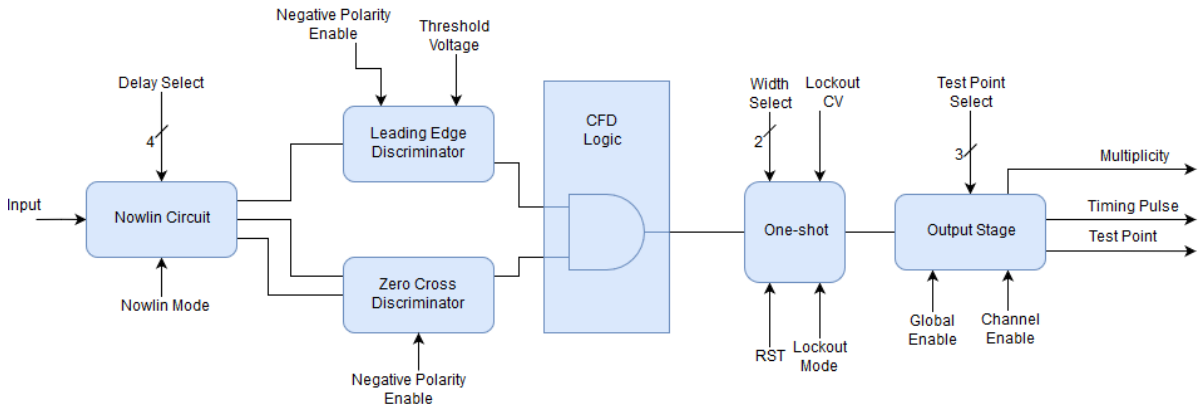 Negative Polarity
Enable
Threshold
Voltage
Delay Select
4
Input
Nowlin Circuit
Nowlin Mode
Leading Edge
Discriminator
Zero Cross
Discriminator
Negative Polarity
Enable
CFD
Logic
Width
Select
2
Lockout
CV
One-shot
RST
Lockout
Mode
Test Point
Select
3
Output Stage
Global
Enable
Channel
Enable
Multiplicity
Timing Pulse
Test Point